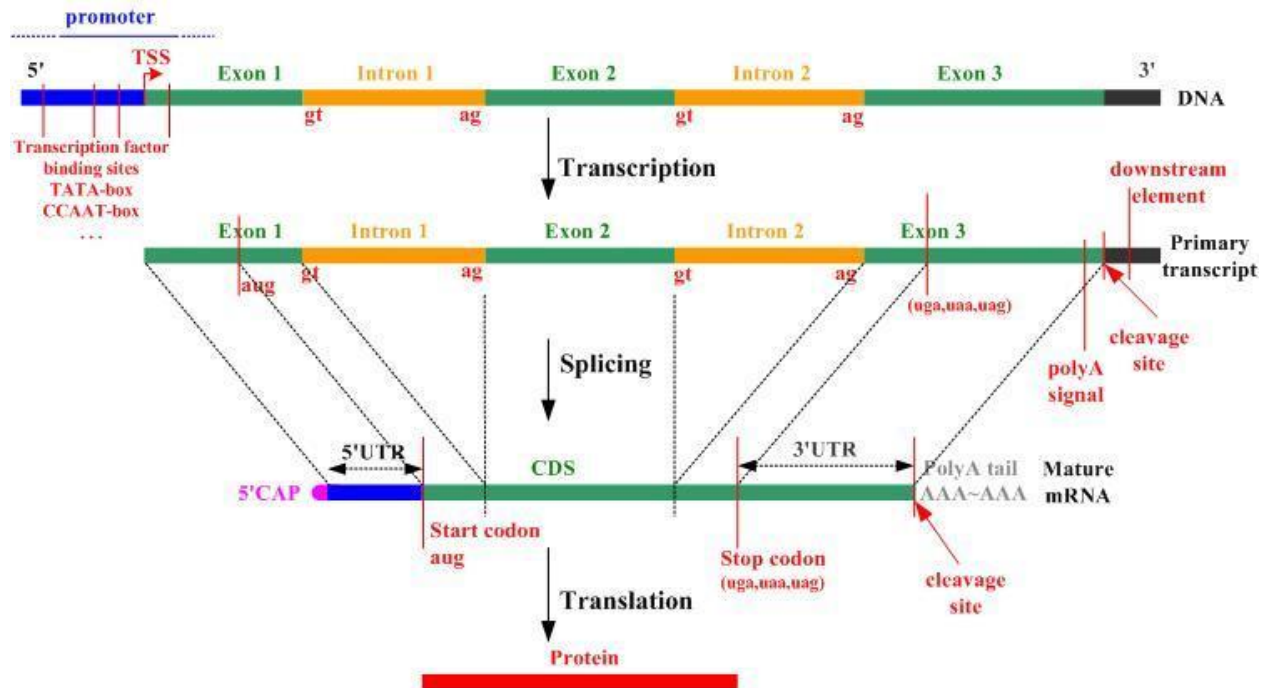 promoter
5' TSS Exon 1 Intron 1 Exon 2 Intron 2 Exon 3 3'
DNA
gt ag gt ag
Transcription factor
binding sites
TATA-box
CCAAT-box
...
Transcription
downstream
element
Exon 1 Intron 1 Exon 2 Intron 2 Exon 3
Primary
transcript
aug gt ag gt ag
(uga,uaa,uag)
cleavage
site
polyA
signal
Splicing
5'UTR CDS 3'UTR
5'CAP
PolyA tail
AAA~AAA
Mature
mRNA
Start codon
aug
Stop codon
(uga,uaa,uag)
cleavage
site
Translation
Protein